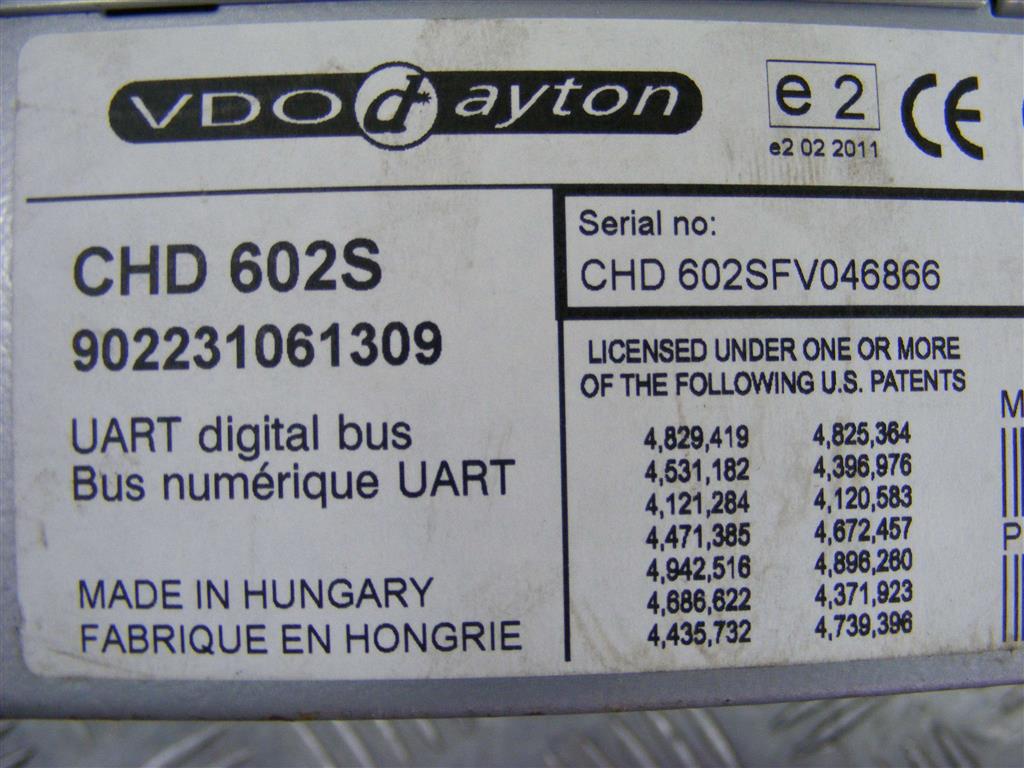 VDO dayton
e2
e2 02 2011
CE
CHD 602S
902231061309
UART digital bus
Bus numérique UART
MADE IN HUNGARY
FABRIQUE EN HONGRIE
Serial no:
CHD 602SFV046866
LICENSED UNDER ONE OR MORE
OF THE FOLLOWING U.S. PATENTS
4,829,419 4,825,364
4,531,182 4,396,976
4,121,284 4,120,583
4,471,385 4,672,457
4,942,516 4,896,260
4,686,622 4,371,923
4,435,732 4,739,396
M
P